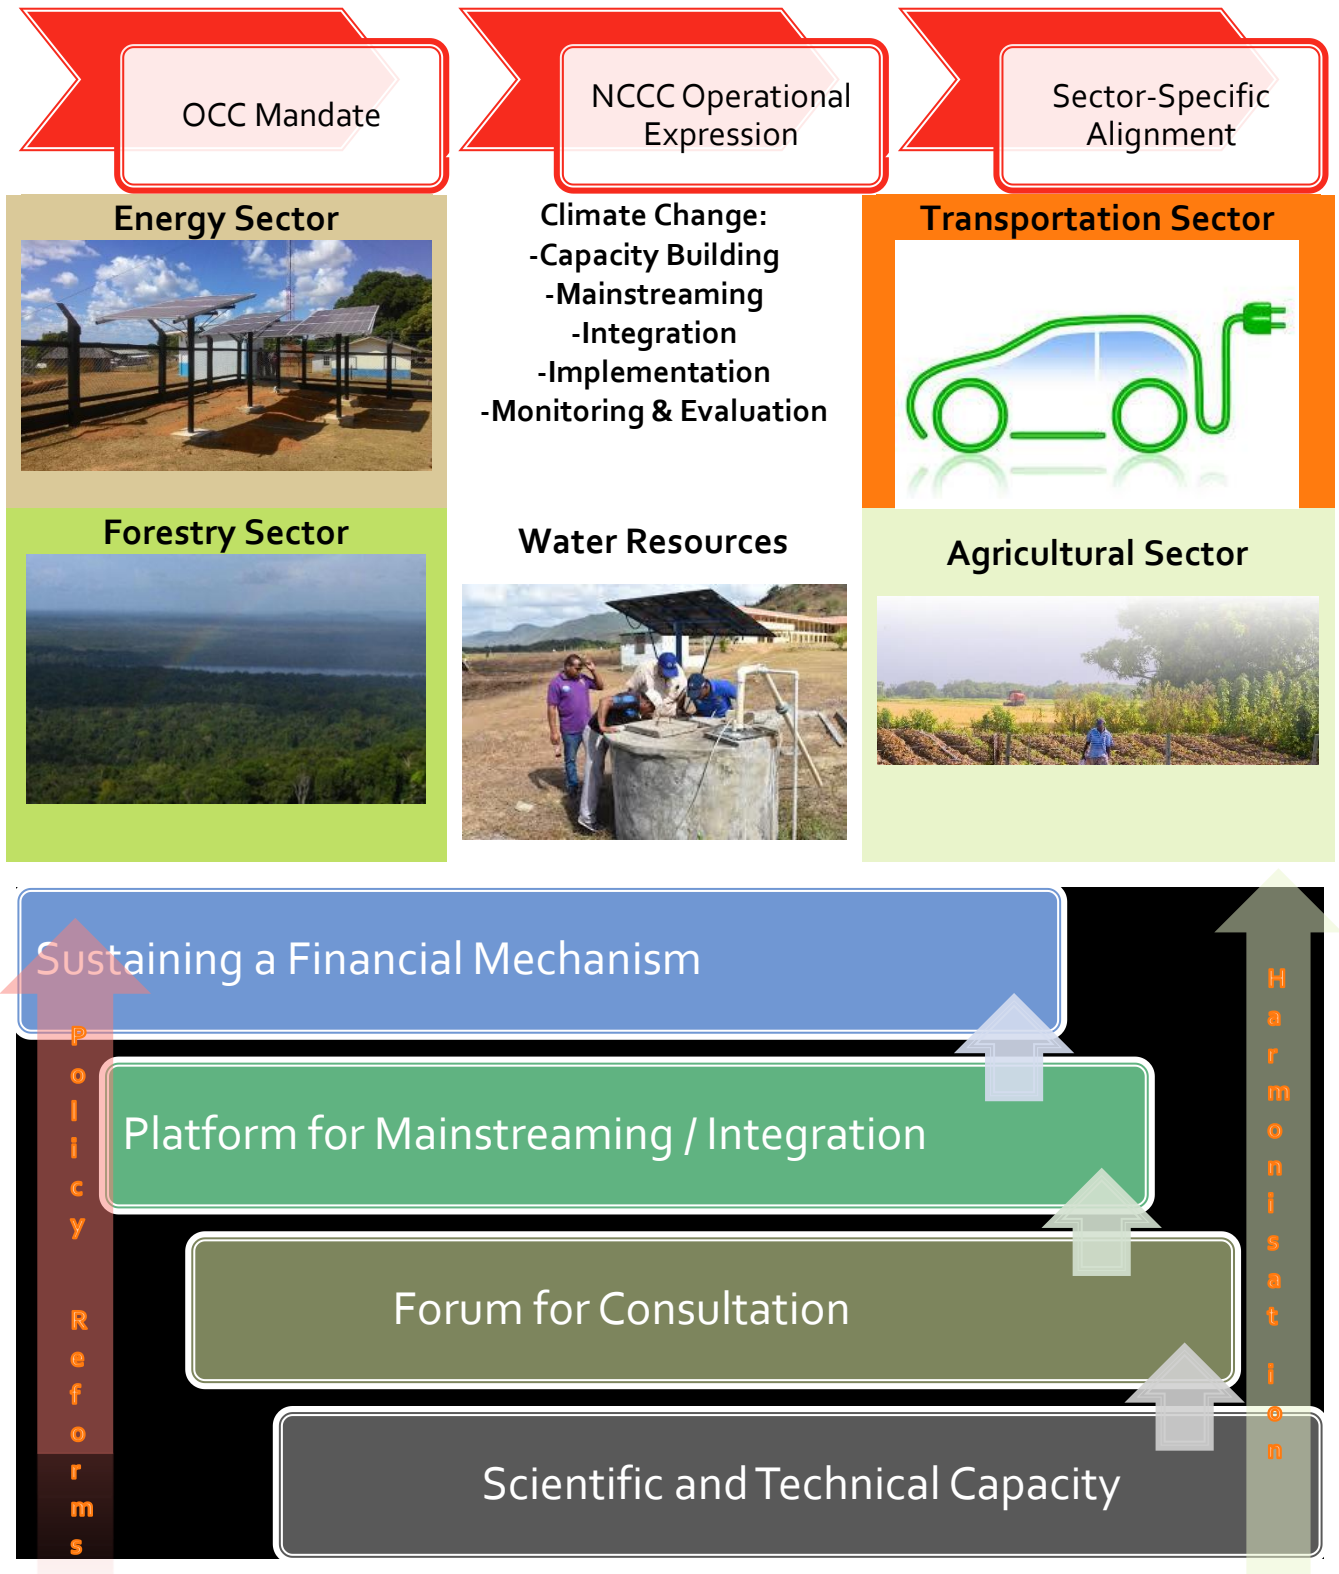 OCC Mandate
NCCC Operational
Expression
Sector-Specific
Alignment
Energy Sector
Climate Change:
-Capacity Building
-Mainstreaming
-Integration
-Implementation
-Monitoring & Evaluation
Transportation Sector
Forestry Sector
Water Resources
Agricultural Sector
Sustaining a Financial Mechanism
Platform for Mainstreaming / Integration
Forum for Consultation
Scientific and Technical Capacity
Policy Reforms
Harmonisation